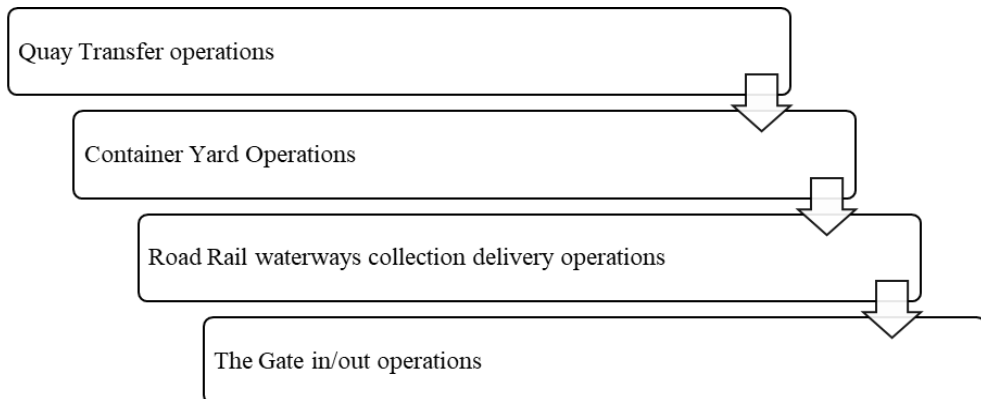 Quay Transfer operations
Container Yard Operations
Road Rail waterways collection delivery operations
The Gate in/out operations